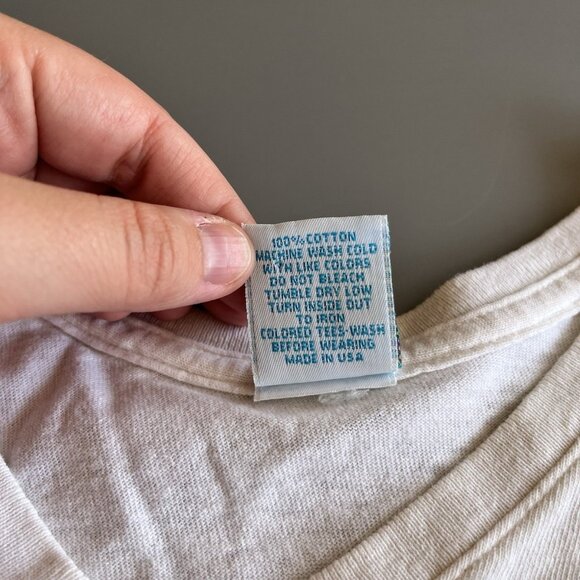 100% COTTON
MACHINE WASH COLD
WITH LIKE COLORS
DO NOT BLEACH
TUMBLE DRY LOW
TURN INSIDE OUT
TO IRON
COLORED TEES-WASH
BEFORE WEARING
MADE IN USA